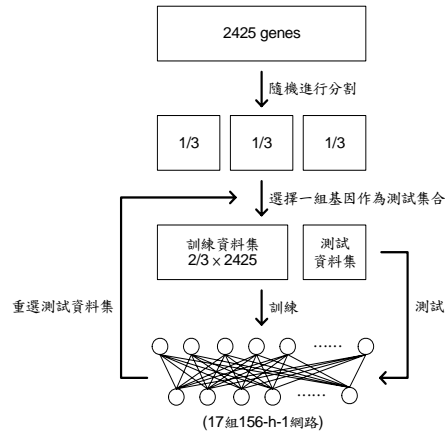 2425 genes
隨機進行分割
1/3
1/3
1/3
選擇一組基因作為測試集合
訓練資料集
2/3 × 2425
測試
資料集
重選測試資料集
訓練
測試
......
......
(17組156-h-1網路)